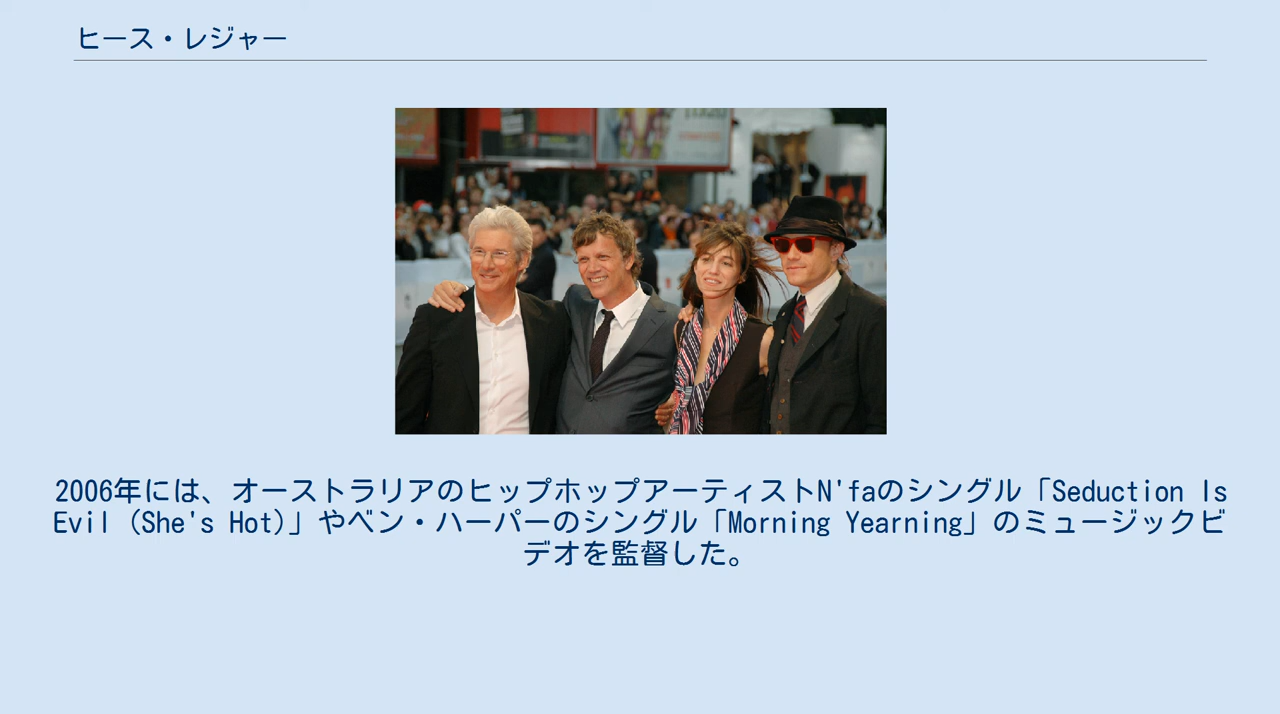 ヒース・レジャー
2006年には、オーストラリアのヒップホップアーティストN'faのシングル「Seduction Is
Evil (She's Hot)」やベン・ハーパーのシングル「Morning Yearning」のミュージックビ
デオを監督した。